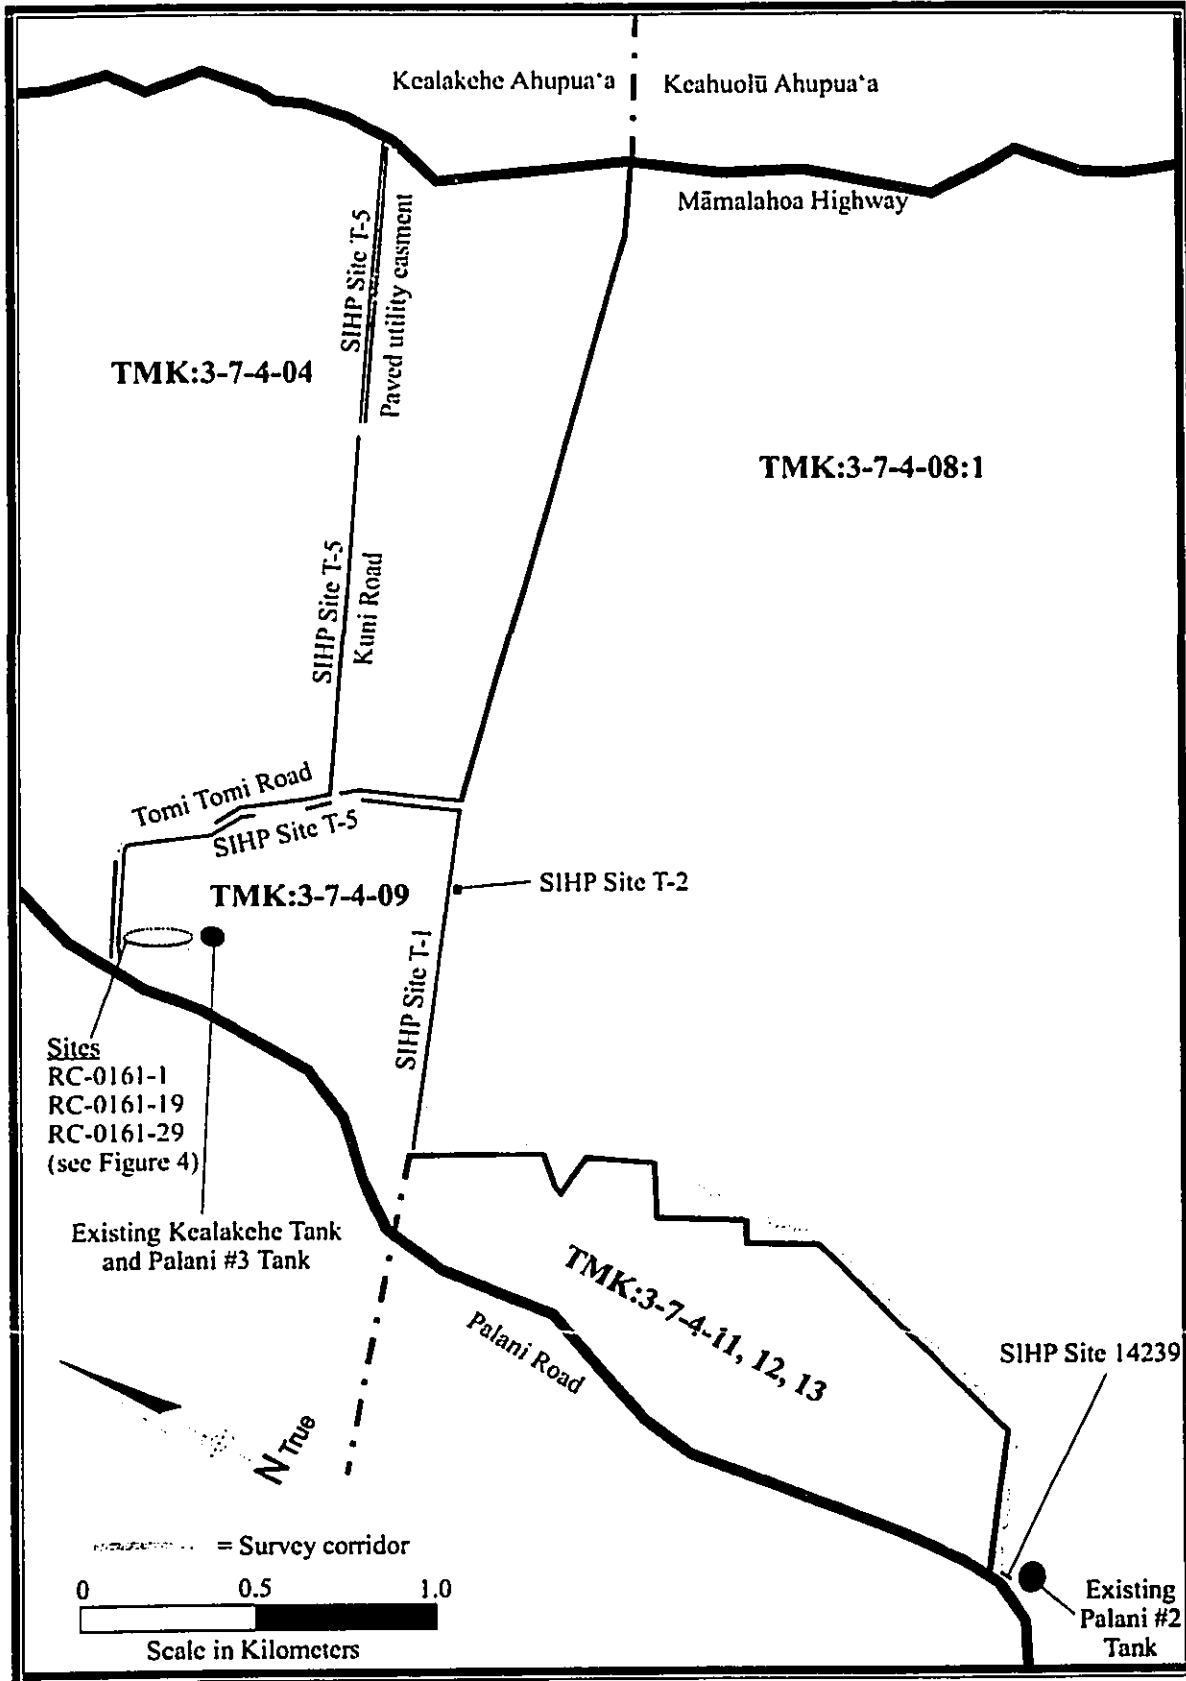 Kealakehe Ahupua'a
Keahuolū Ahupua'a
Māmalahoa Highway
SIHP Site T-5
Paved utility easment
TMK:3-7-4-04
TMK:3-7-4-08:1
SIHP Site T-5
Kuni Road
Tomi Tomi Road
SIHP Site T-5
TMK:3-7-4-09
SIHP Site T-2
SIHP Site T-1
Sites
RC-0161-1
RC-0161-19
RC-0161-29
(see Figure 4)
Existing Kealakehe Tank
and Palani #3 Tank
TMK:3-7-4-11, 12, 13
Palani Road
SIHP Site 14239
N True
= Survey corridor
0 0.5 1.0
Scale in Kilometers
Existing
Palani #2
Tank